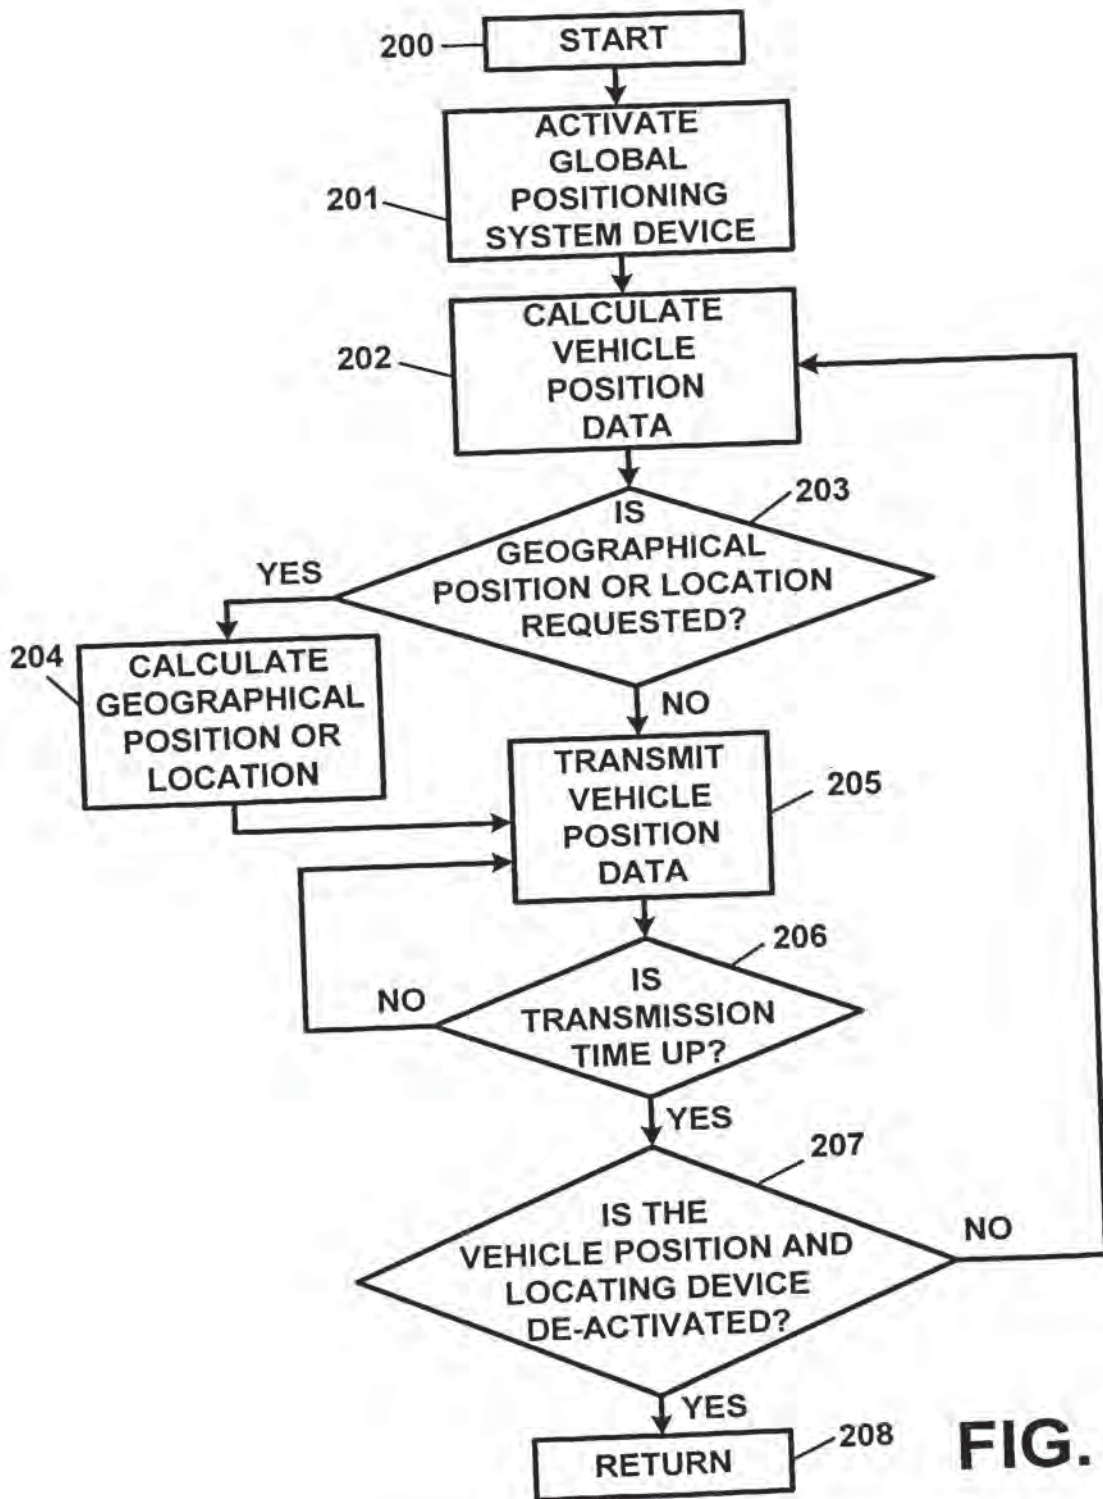 200
START
ACTIVATE
GLOBAL
POSITIONING
SYSTEM DEVICE
201
CALCULATE
VEHICLE
POSITION
DATA
202
203
IS
GEOGRAPHICAL
POSITION OR LOCATION
REQUESTED?
YES
NO
204
CALCULATE
GEOGRAPHICAL
POSITION OR
LOCATION
TRANSMIT
VEHICLE
POSITION
DATA
205
206
IS
TRANSMISSION
TIME UP?
NO
YES
207
IS THE
VEHICLE POSITION AND
LOCATING DEVICE
DE-ACTIVATED?
NO
YES
RETURN
208
FIG.